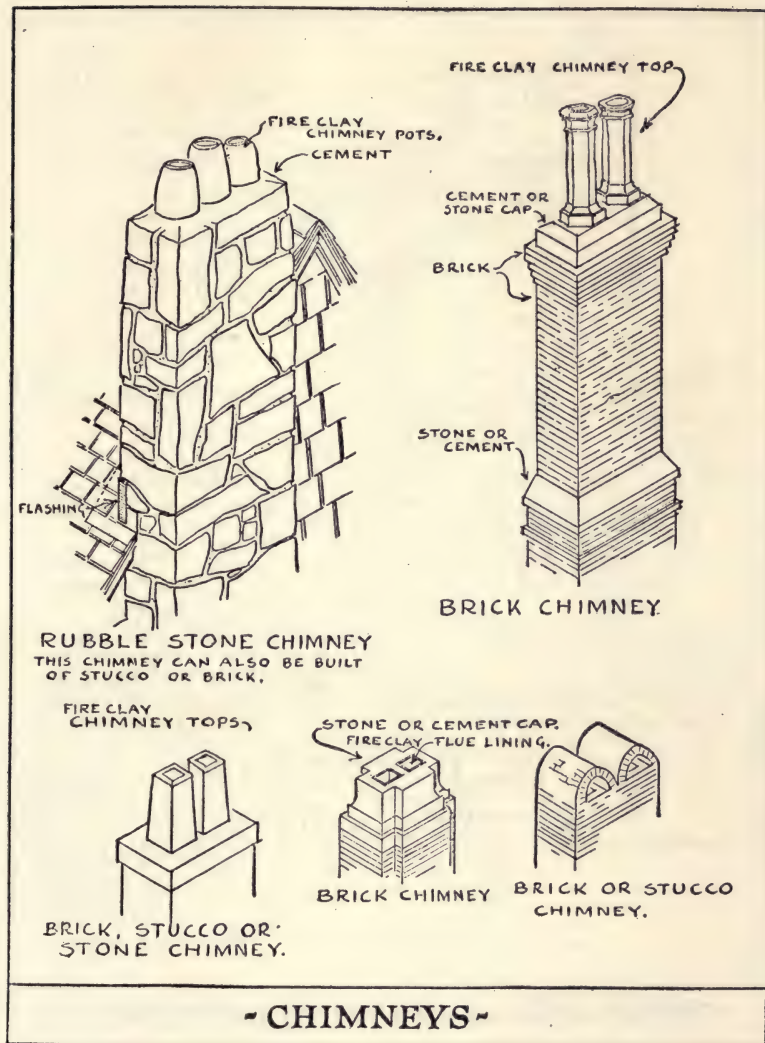 FIRE CLAY CHIMNEY TOP
FIRE CLAY
CHIMNEY POTS.
CEMENT
CEMENT OR
STONE CAP
BRICK
STONE OR
CEMENT
FLASHING
BRICK CHIMNEY
RUBBLE STONE CHIMNEY
THIS CHIMNEY CAN ALSO BE BUILT
OF STUCCO OR BRICK.
FIRE CLAY
CHIMNEY TOPS
STONE OR CEMENT CAP.
FIRE CLAY FLUE LINING.
BRICK, STUCCO OR
STONE CHIMNEY.
BRICK CHIMNEY
BRICK OR STUCCO
CHIMNEY.
- CHIMNEYS -